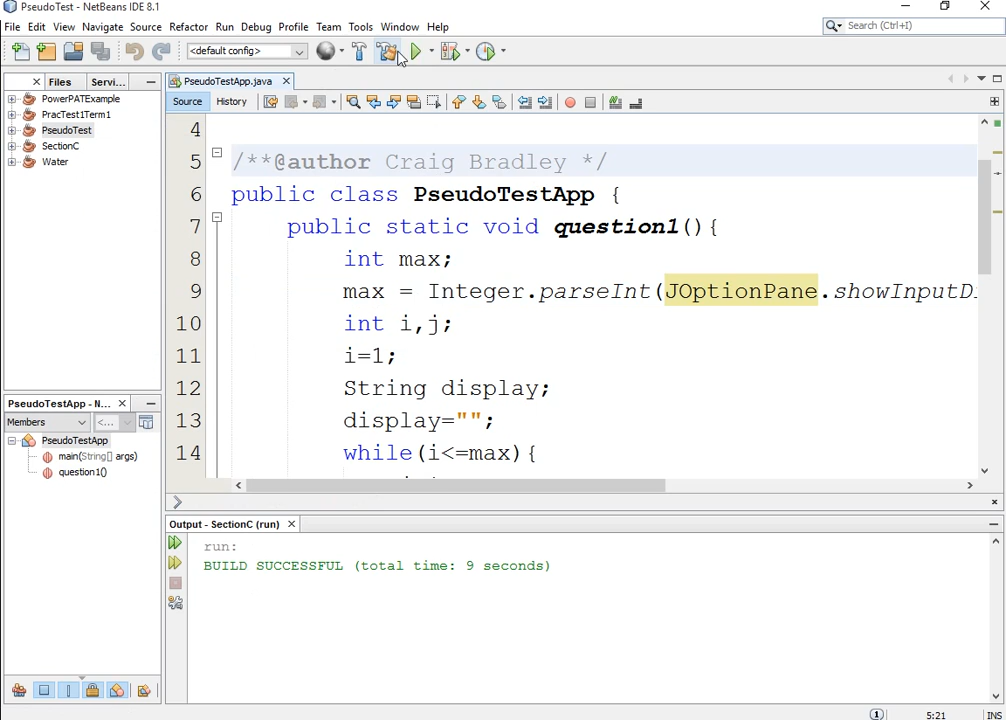 PseudoTest - NetBeans IDE 8.1
File Edit View Navigate Source Refactor Run Debug Profile Team Tools Window Help
Search (Ctrl+I)
<default config>
Files Servi...
PseudoTestApp.java
PowerPATExample
PracTest1Term1
PseudoTest
SectionC
Water
Source History
4
5 /**@author Craig Bradley */
6 public class PseudoTestApp {
7 public static void question1(){
8 int max;
9 max = Integer.parseInt(JOptionPane.showInputDi
10 int i,j;
11 i=1;
12 String display;
13 display="";
14 while(i<=max){
PseudoTestApp - N...
Members <...
PseudoTestApp
main(String[] args)
question1()
Output - SectionC (run)
run:
BUILD SUCCESSFUL (total time: 9 seconds)
1 5:21 INS